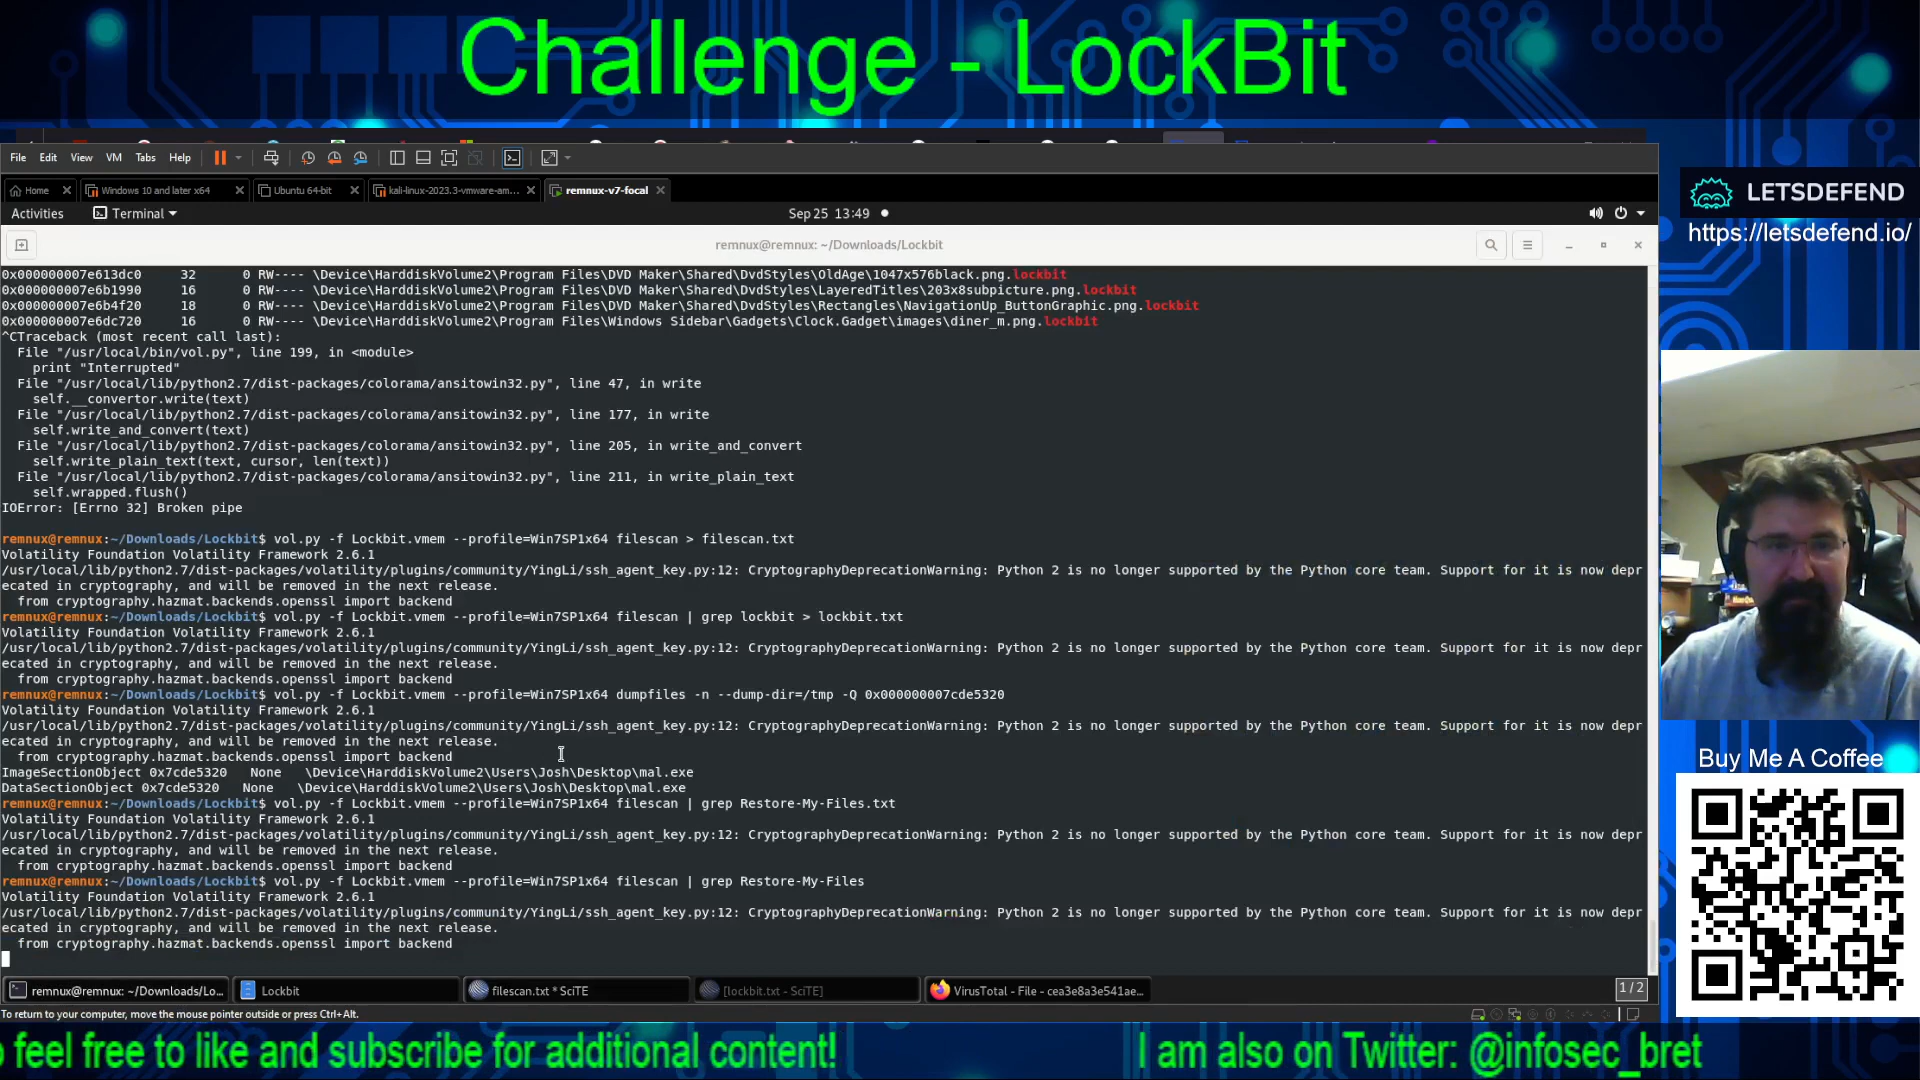 Challenge - LockBit
File Edit View VM Tabs Help
Home Windows 10 and later x64 Ubuntu 64-bit kali-linux-2023.3-vmware-am... remnux-v7-focal
Activities Terminal Sep 25 13:49
remnux@remnux: ~/Downloads/Lockbit
0x000000007e613dc0 32 0 RW---- \Device\HarddiskVolume2\Program Files\DVD Maker\Shared\DvdStyles\OldAge\1047x576black.png.lockbit
0x000000007e6b1990 16 0 RW---- \Device\HarddiskVolume2\Program Files\DVD Maker\Shared\DvdStyles\LayeredTitles\203x8subpicture.png.lockbit
0x000000007e6b4f20 18 0 RW---- \Device\HarddiskVolume2\Program Files\DVD Maker\Shared\DvdStyles\Rectangles\NavigationUp_ButtonGraphic.png.lockbit
0x000000007e6dc720 16 0 RW---- \Device\HarddiskVolume2\Program Files\Windows Sidebar\Gadgets\Clock.Gadget\images\diner_m.png.lockbit
^CTraceback (most recent call last):
File "/usr/local/bin/vol.py", line 199, in <module>
print "Interrupted"
File "/usr/local/lib/python2.7/dist-packages/colorama/ansitowin32.py", line 47, in write
self.__convertor.write(text)
File "/usr/local/lib/python2.7/dist-packages/colorama/ansitowin32.py", line 177, in write
self.write_and_convert(text)
File "/usr/local/lib/python2.7/dist-packages/colorama/ansitowin32.py", line 205, in write_and_convert
self.write_plain_text(text, cursor, len(text))
File "/usr/local/lib/python2.7/dist-packages/colorama/ansitowin32.py", line 211, in write_plain_text
self.wrapped.flush()
IOError: [Errno 32] Broken pipe
remnux@remnux:~/Downloads/Lockbit$ vol.py -f Lockbit.vmem --profile=Win7SP1x64 filescan > filescan.txt
Volatility Foundation Volatility Framework 2.6.1
/usr/local/lib/python2.7/dist-packages/volatility/plugins/community/YingLi/ssh_agent_key.py:12: CryptographyDeprecationWarning: Python 2 is no longer supported by the Python core team. Support for it is now depr
ecated in cryptography, and will be removed in the next release.
from cryptography.hazmat.backends.openssl import backend
remnux@remnux:~/Downloads/Lockbit$ vol.py -f Lockbit.vmem --profile=Win7SP1x64 filescan | grep lockbit > lockbit.txt
Volatility Foundation Volatility Framework 2.6.1
/usr/local/lib/python2.7/dist-packages/volatility/plugins/community/YingLi/ssh_agent_key.py:12: CryptographyDeprecationWarning: Python 2 is no longer supported by the Python core team. Support for it is now depr
ecated in cryptography, and will be removed in the next release.
from cryptography.hazmat.backends.openssl import backend
remnux@remnux:~/Downloads/Lockbit$ vol.py -f Lockbit.vmem --profile=Win7SP1x64 dumpfiles -n --dump-dir=/tmp -Q 0x000000007cde5320
Volatility Foundation Volatility Framework 2.6.1
/usr/local/lib/python2.7/dist-packages/volatility/plugins/community/YingLi/ssh_agent_key.py:12: CryptographyDeprecationWarning: Python 2 is no longer supported by the Python core team. Support for it is now depr
ecated in cryptography, and will be removed in the next release.
from cryptography.hazmat.backends.openssl import backend
ImageSectionObject 0x7cde5320 None \Device\HarddiskVolume2\Users\Josh\Desktop\mal.exe
DataSectionObject 0x7cde5320 None \Device\HarddiskVolume2\Users\Josh\Desktop\mal.exe
remnux@remnux:~/Downloads/Lockbit$ vol.py -f Lockbit.vmem --profile=Win7SP1x64 filescan | grep Restore-My-Files.txt
Volatility Foundation Volatility Framework 2.6.1
/usr/local/lib/python2.7/dist-packages/volatility/plugins/community/YingLi/ssh_agent_key.py:12: CryptographyDeprecationWarning: Python 2 is no longer supported by the Python core team. Support for it is now depr
ecated in cryptography, and will be removed in the next release.
from cryptography.hazmat.backends.openssl import backend
remnux@remnux:~/Downloads/Lockbit$ vol.py -f Lockbit.vmem --profile=Win7SP1x64 filescan | grep Restore-My-Files
Volatility Foundation Volatility Framework 2.6.1
/usr/local/lib/python2.7/dist-packages/volatility/plugins/community/YingLi/ssh_agent_key.py:12: CryptographyDeprecationWarning: Python 2 is no longer supported by the Python core team. Support for it is now depr
ecated in cryptography, and will be removed in the next release.
from cryptography.hazmat.backends.openssl import backend
remnux@remnux: ~/Downloads/Lo... Lockbit filescan.txt * SciTE [lockbit.txt - SciTE] VirusTotal - File - cea3e8a3e541ae... 1 / 2
To return to your computer, move the mouse pointer outside or press Ctrl+Alt.
LETSDEFEND
https://letsdefend.io/
Buy Me A Coffee
o feel free to like and subscribe for additional content! I am also on Twitter: @infosec_bret